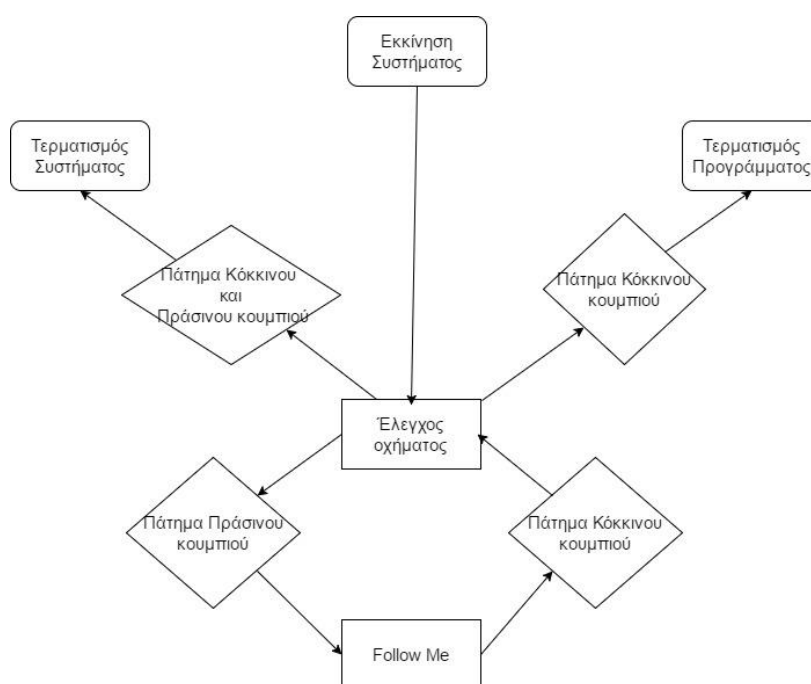 Εκκίνηση
Συστήματος
Τερματισμός
Συστήματος
Τερματισμός
Προγράμματος
Πάτημα Κόκκινου
και
Πράσινου κουμπιού
Πάτημα Κόκκινου
κουμπιού
Έλεγχος
οχήματος
Πάτημα Πράσινου
κουμπιού
Πάτημα Κόκκινου
κουμπιού
Follow Me